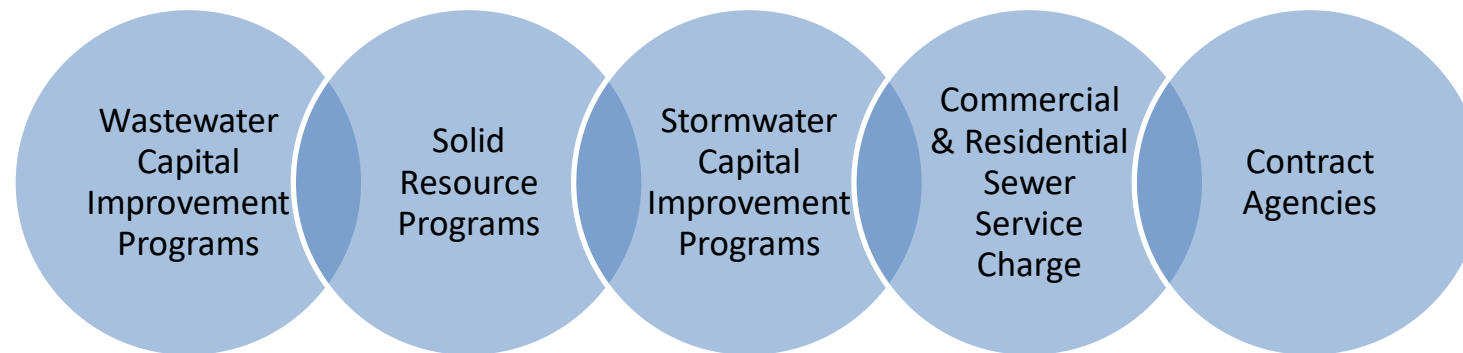 Wastewater
Capital
Improvement
Programs
Solid
Resource
Programs
Stormwater
Capital
Improvement
Programs
Commercial
& Residential
Sewer
Service
Charge
Contract
Agencies